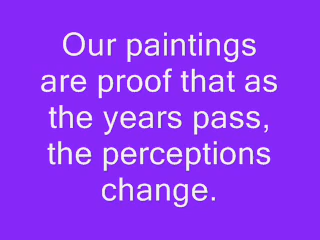 Our paintings
are proof that as
the years pass,
the perceptions
change.